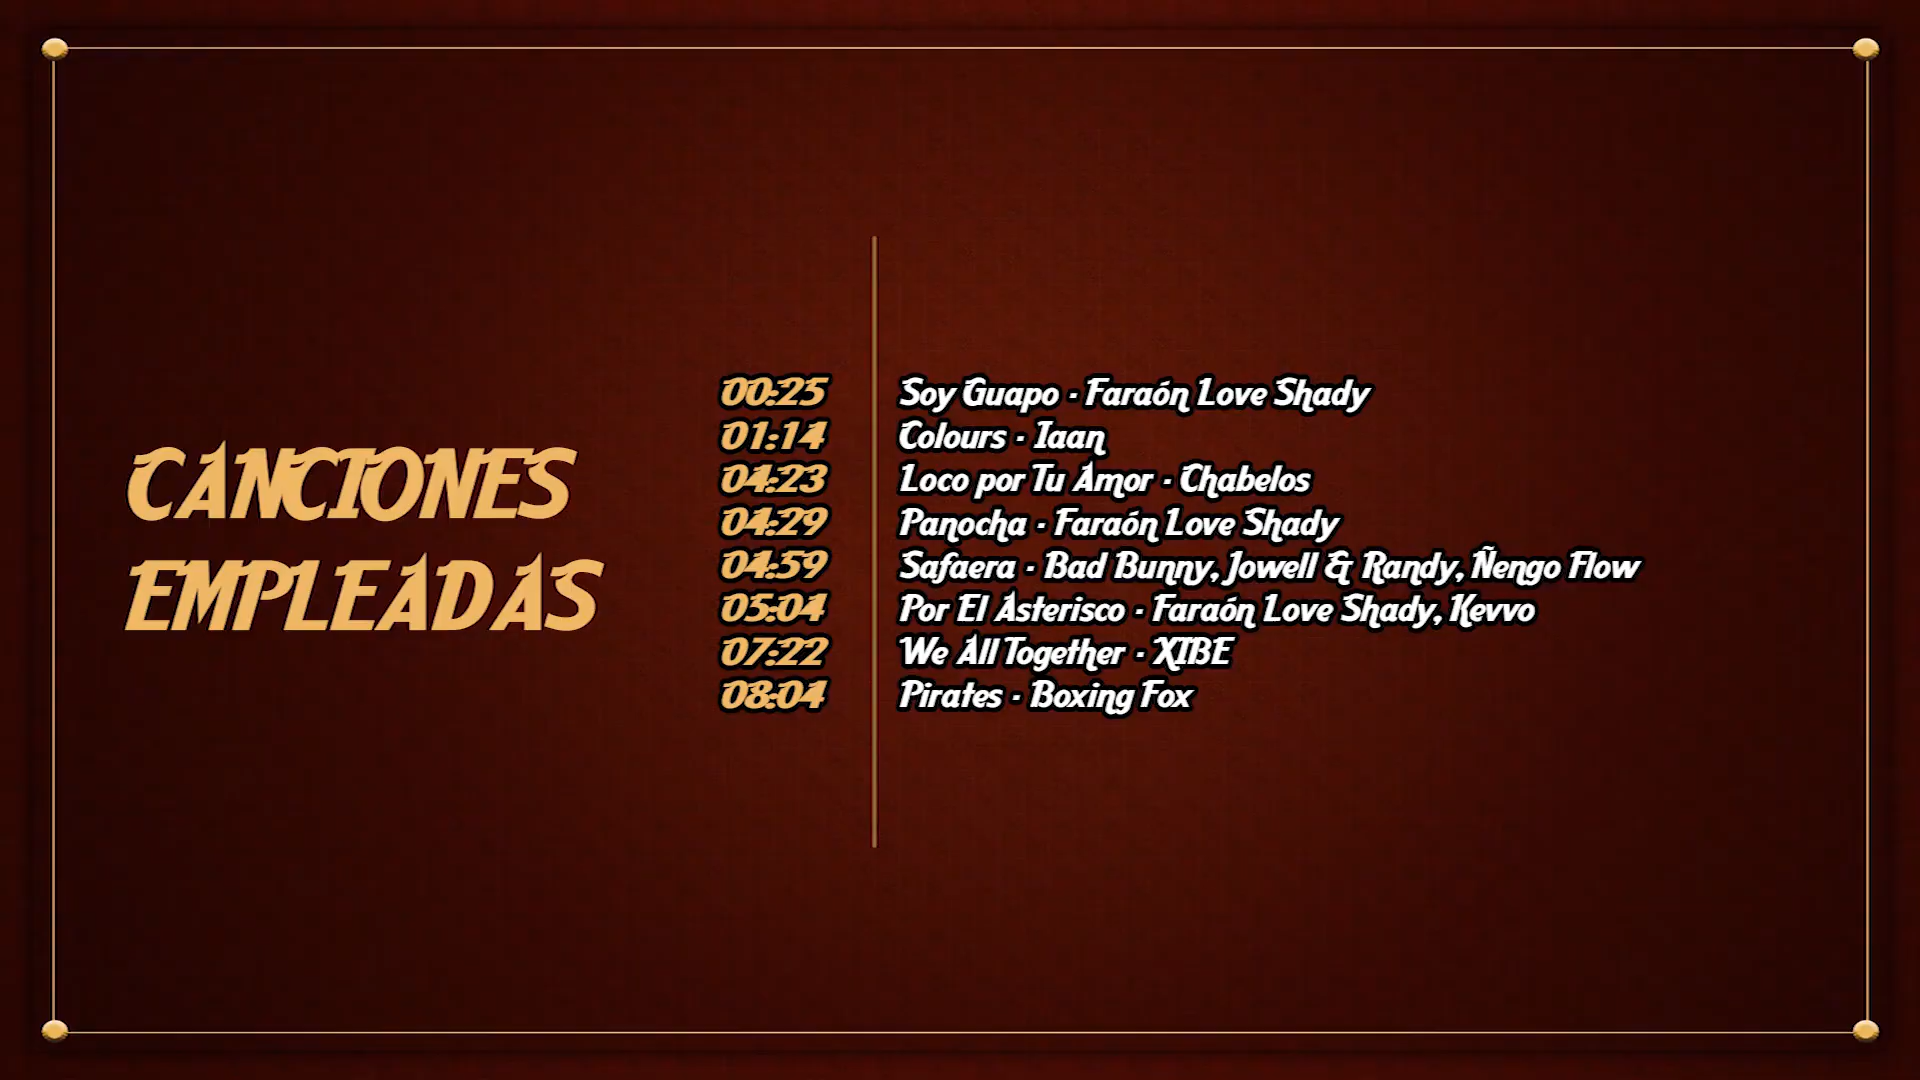 CANCIONES
EMPLEADAS
00:25 Soy Guapo - Faraón Love Shady
01:14 Colours - Iaan
04:23 Loco por Tu Amor - Chabelos
04:29 Panocha - Faraón Love Shady
04:59 Safaera - Bad Bunny, Jowell & Randy, Ñengo Flow
05:04 Por El Asterisco - Faraón Love Shady, Kevvo
07:22 We All Together - XIBE
08:04 Pirates - Boxing Fox